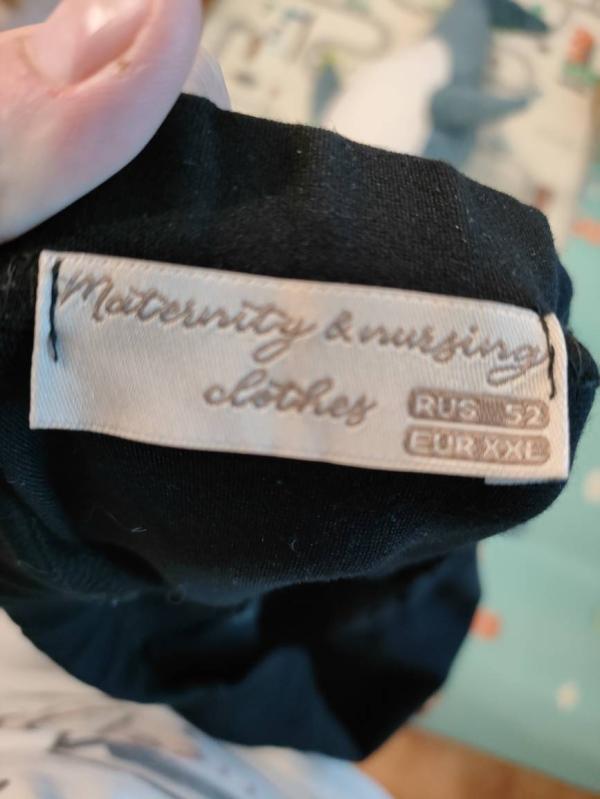 Maternity & nursing
clothes
RUS 52
EUR XXL